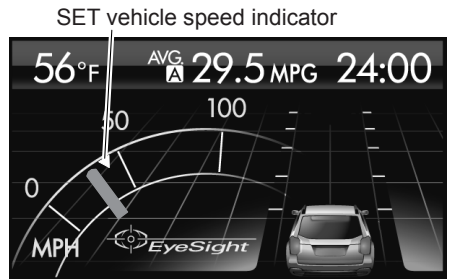 SET vehicle speed indicator
56°F AVG. A 29.5 MPG 24:00
50
100
0
MPH
EyeSight